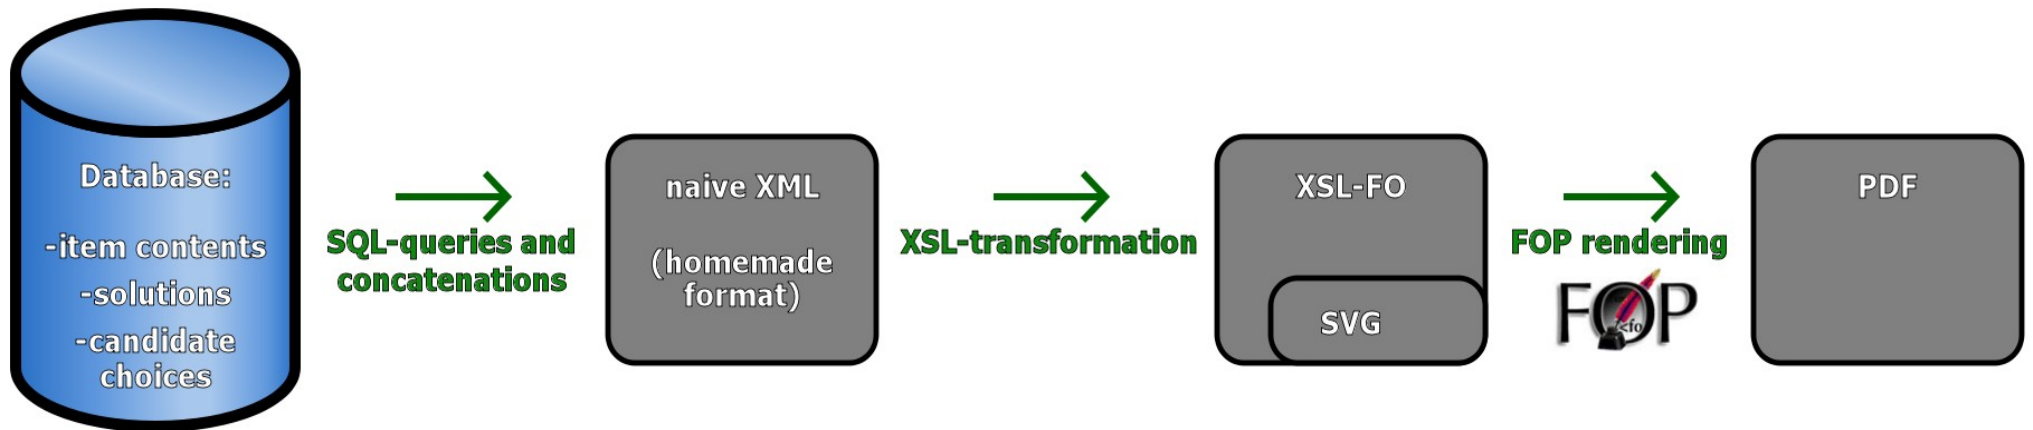 Database:
-item contents
-solutions
-candidate
choices
SQL-queries and
concatenations
naive XML
(homemade
format)
XSL-transformation
XSL-FO
SVG
FOP rendering
FOP
<fo
PDF